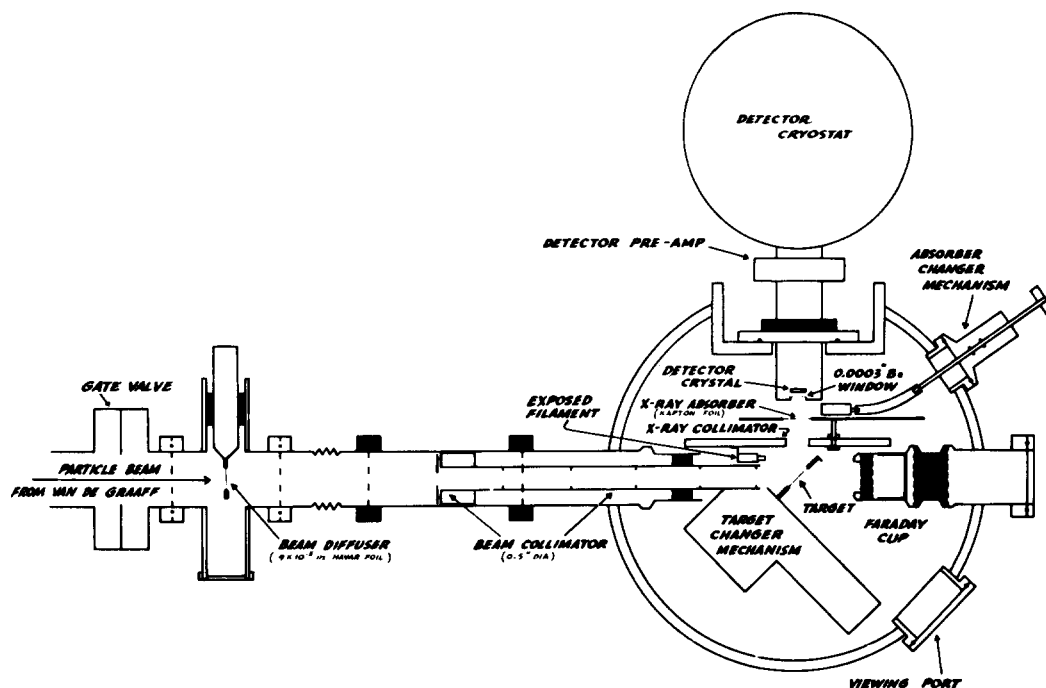 DETECTOR
CRYOSTAT
DETECTOR PRE-AMP
ABSORBER
CHANGER
MECHANISM
GATE VALVE
DETECTOR
CRYSTAL
0.0003" Be
WINDOW
EXPOSED
FILAMENT
X-RAY ABSORBER
(KAPTON FOIL)
X-RAY COLLIMATOR
PARTICLE BEAM
FROM VAN DE GRAAFF
TARGET
BEAM DIFFUSER
IN HAVAR FOIL)
BEAM COLLIMATOR
(0.5" DIA)
TARGET
CHANGER
MECHANISM
FARADAY
CUP
VIEWING PORT